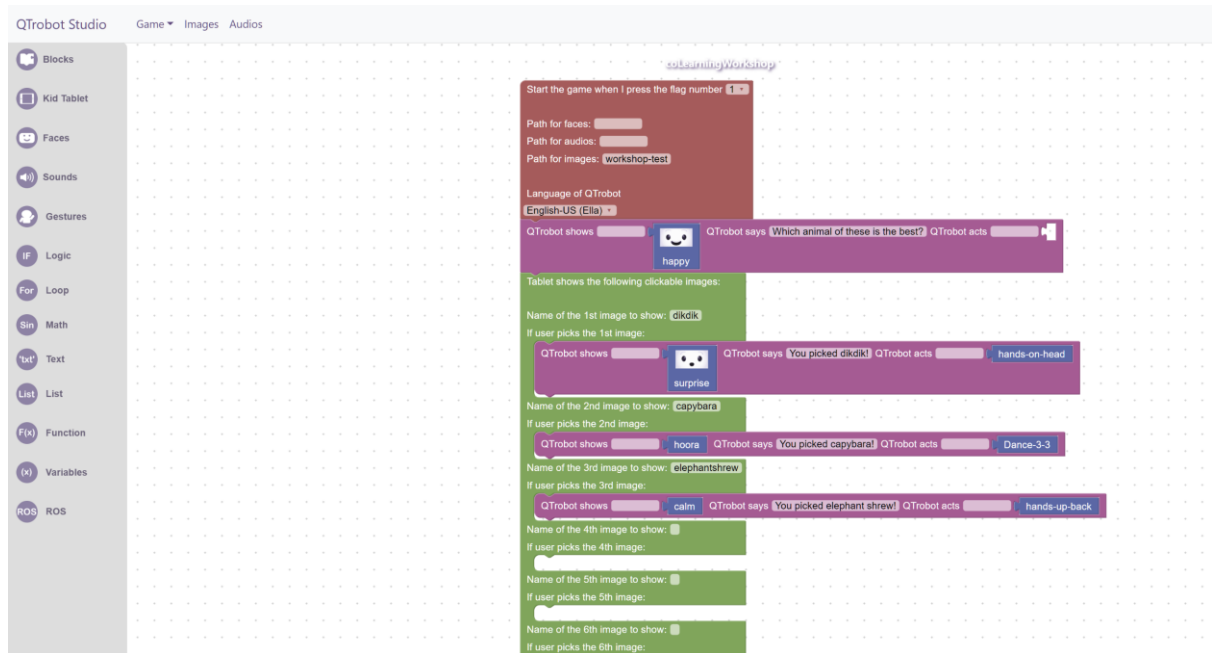 QTrobot Studio Game Images Audios
Blocks
Kid Tablet
Faces
Sounds
Gestures
IF Logic
For Loop
Sin Math
'txt' Text
List List
F(x) Function
(x) Variables
ROS ROS
coLearningWorkshop
Start the game when I press the flag number 1
Path for faces:
Path for audios:
Path for images: workshop-test
Language of QTrobot
English-US (Ella)
QTrobot shows happy QTrobot says Which animal of these is the best? QTrobot acts
Tablet shows the following clickable images:
Name of the 1st image to show: dikdik
If user picks the 1st image:
QTrobot shows surprise QTrobot says You picked dikdik! QTrobot acts hands-on-head
Name of the 2nd image to show: capybara
If user picks the 2nd image:
QTrobot shows hoora QTrobot says You picked capybara! QTrobot acts Dance-3-3
Name of the 3rd image to show: elephantshrew
If user picks the 3rd image:
QTrobot shows calm QTrobot says You picked elephant shrew! QTrobot acts hands-up-back
Name of the 4th image to show:
If user picks the 4th image:
Name of the 5th image to show:
If user picks the 5th image:
Name of the 6th image to show:
If user picks the 6th image: